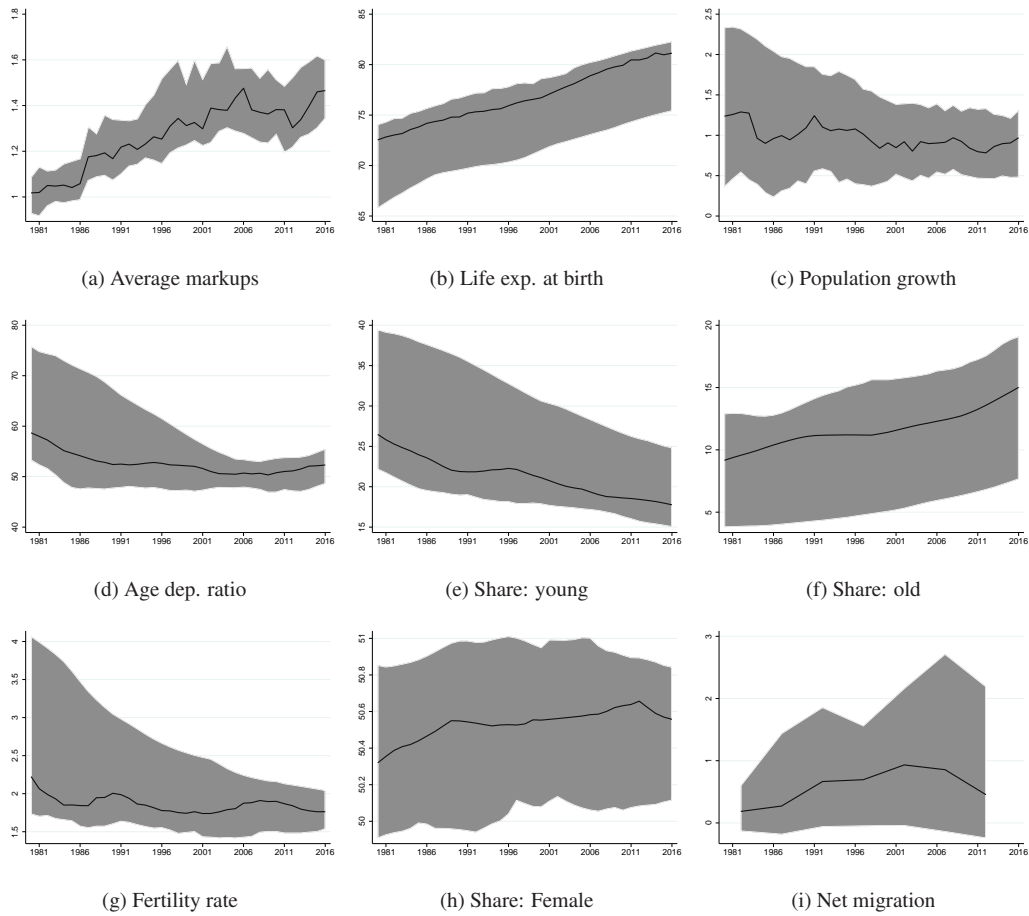 1.8
1.6
1.4
1.2
1
1981 1986 1991 1996 2001 2006 2011 2016
(a) Average markups
85
80
75
70
65
1981 1986 1991 1996 2001 2006 2011 2016
(b) Life exp. at birth
2.5
2
1.5
1
.5
0
1981 1986 1991 1996 2001 2006 2011 2016
(c) Population growth
80
70
60
50
40
1981 1986 1991 1996 2001 2006 2011 2016
(d) Age dep. ratio
40
35
30
25
20
15
1981 1986 1991 1996 2001 2006 2011 2016
(e) Share: young
20
15
10
5
1981 1986 1991 1996 2001 2006 2011 2016
(f) Share: old
4
3.5
3
2.5
2
1.5
1981 1986 1991 1996 2001 2006 2011 2016
(g) Fertility rate
51
50.8
50.6
50.4
50.2
50
1981 1986 1991 1996 2001 2006 2011 2016
(h) Share: Female
3
2
1
0
1981 1986 1991 1996 2001 2006 2011 2016
(i) Net migration